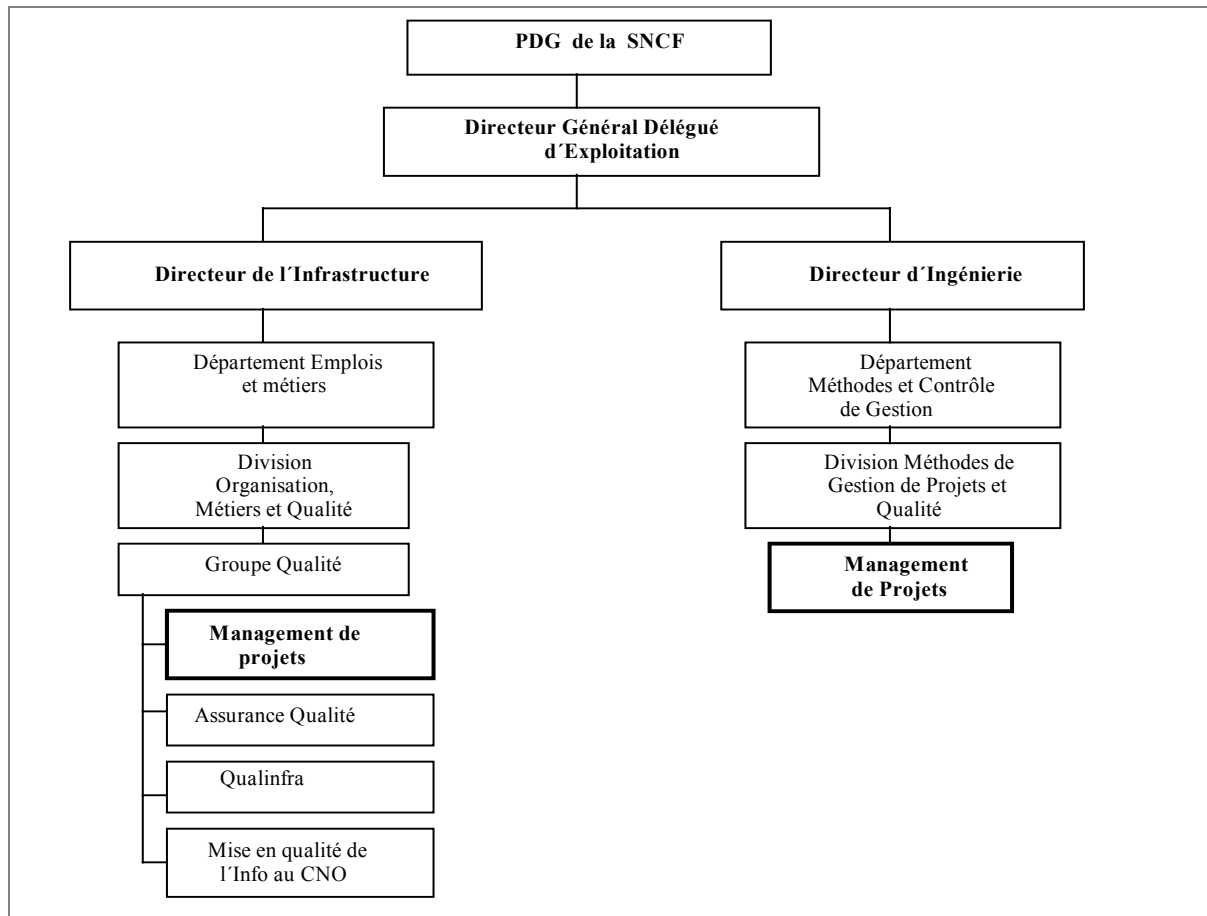 PDG de la SNCF
Directeur Général Délégué
d´Exploitation
Directeur de l´Infrastructure
Directeur d´Ingénierie
Département Emplois
et métiers
Département
Méthodes et Contrôle
de Gestion
Division
Organisation,
Métiers et Qualité
Division Méthodes de
Gestion de Projets et
Qualité
Groupe Qualité
Management
de Projets
Management de
projets
Assurance Qualité
Qualinfra
Mise en qualité de
l´Info au CNO